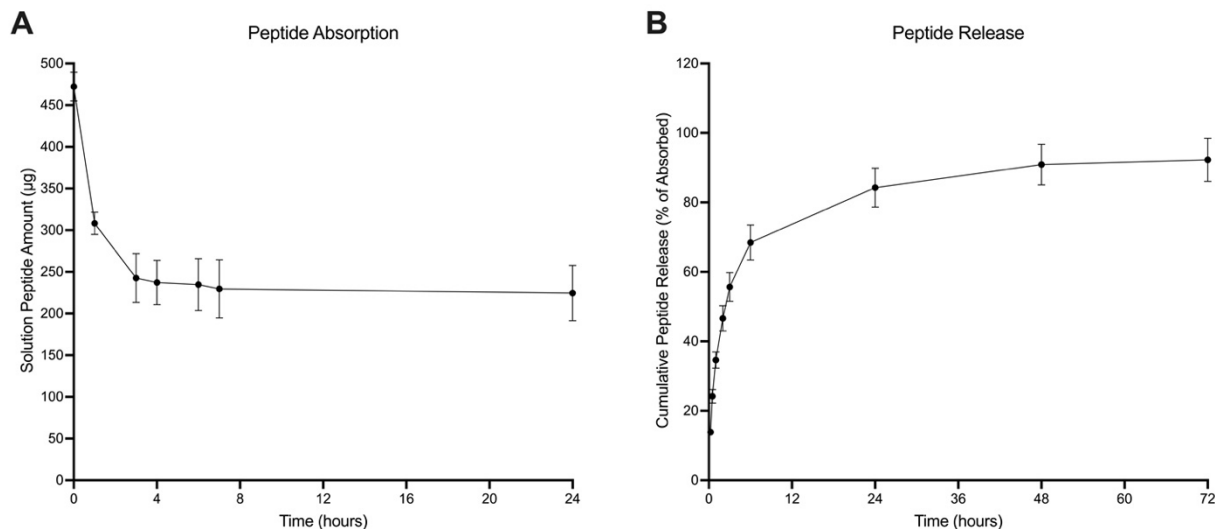 A
Peptide Absorption
Solution Peptide Amount (µg)
500
450
400
350
300
250
200
150
100
50
0
0 4 8 12 16 20 24
Time (hours)
B
Peptide Release
Cumulative Peptide Release (% of Absorbed)
120
100
80
60
40
20
0
0 12 24 36 48 60 72
Time (hours)